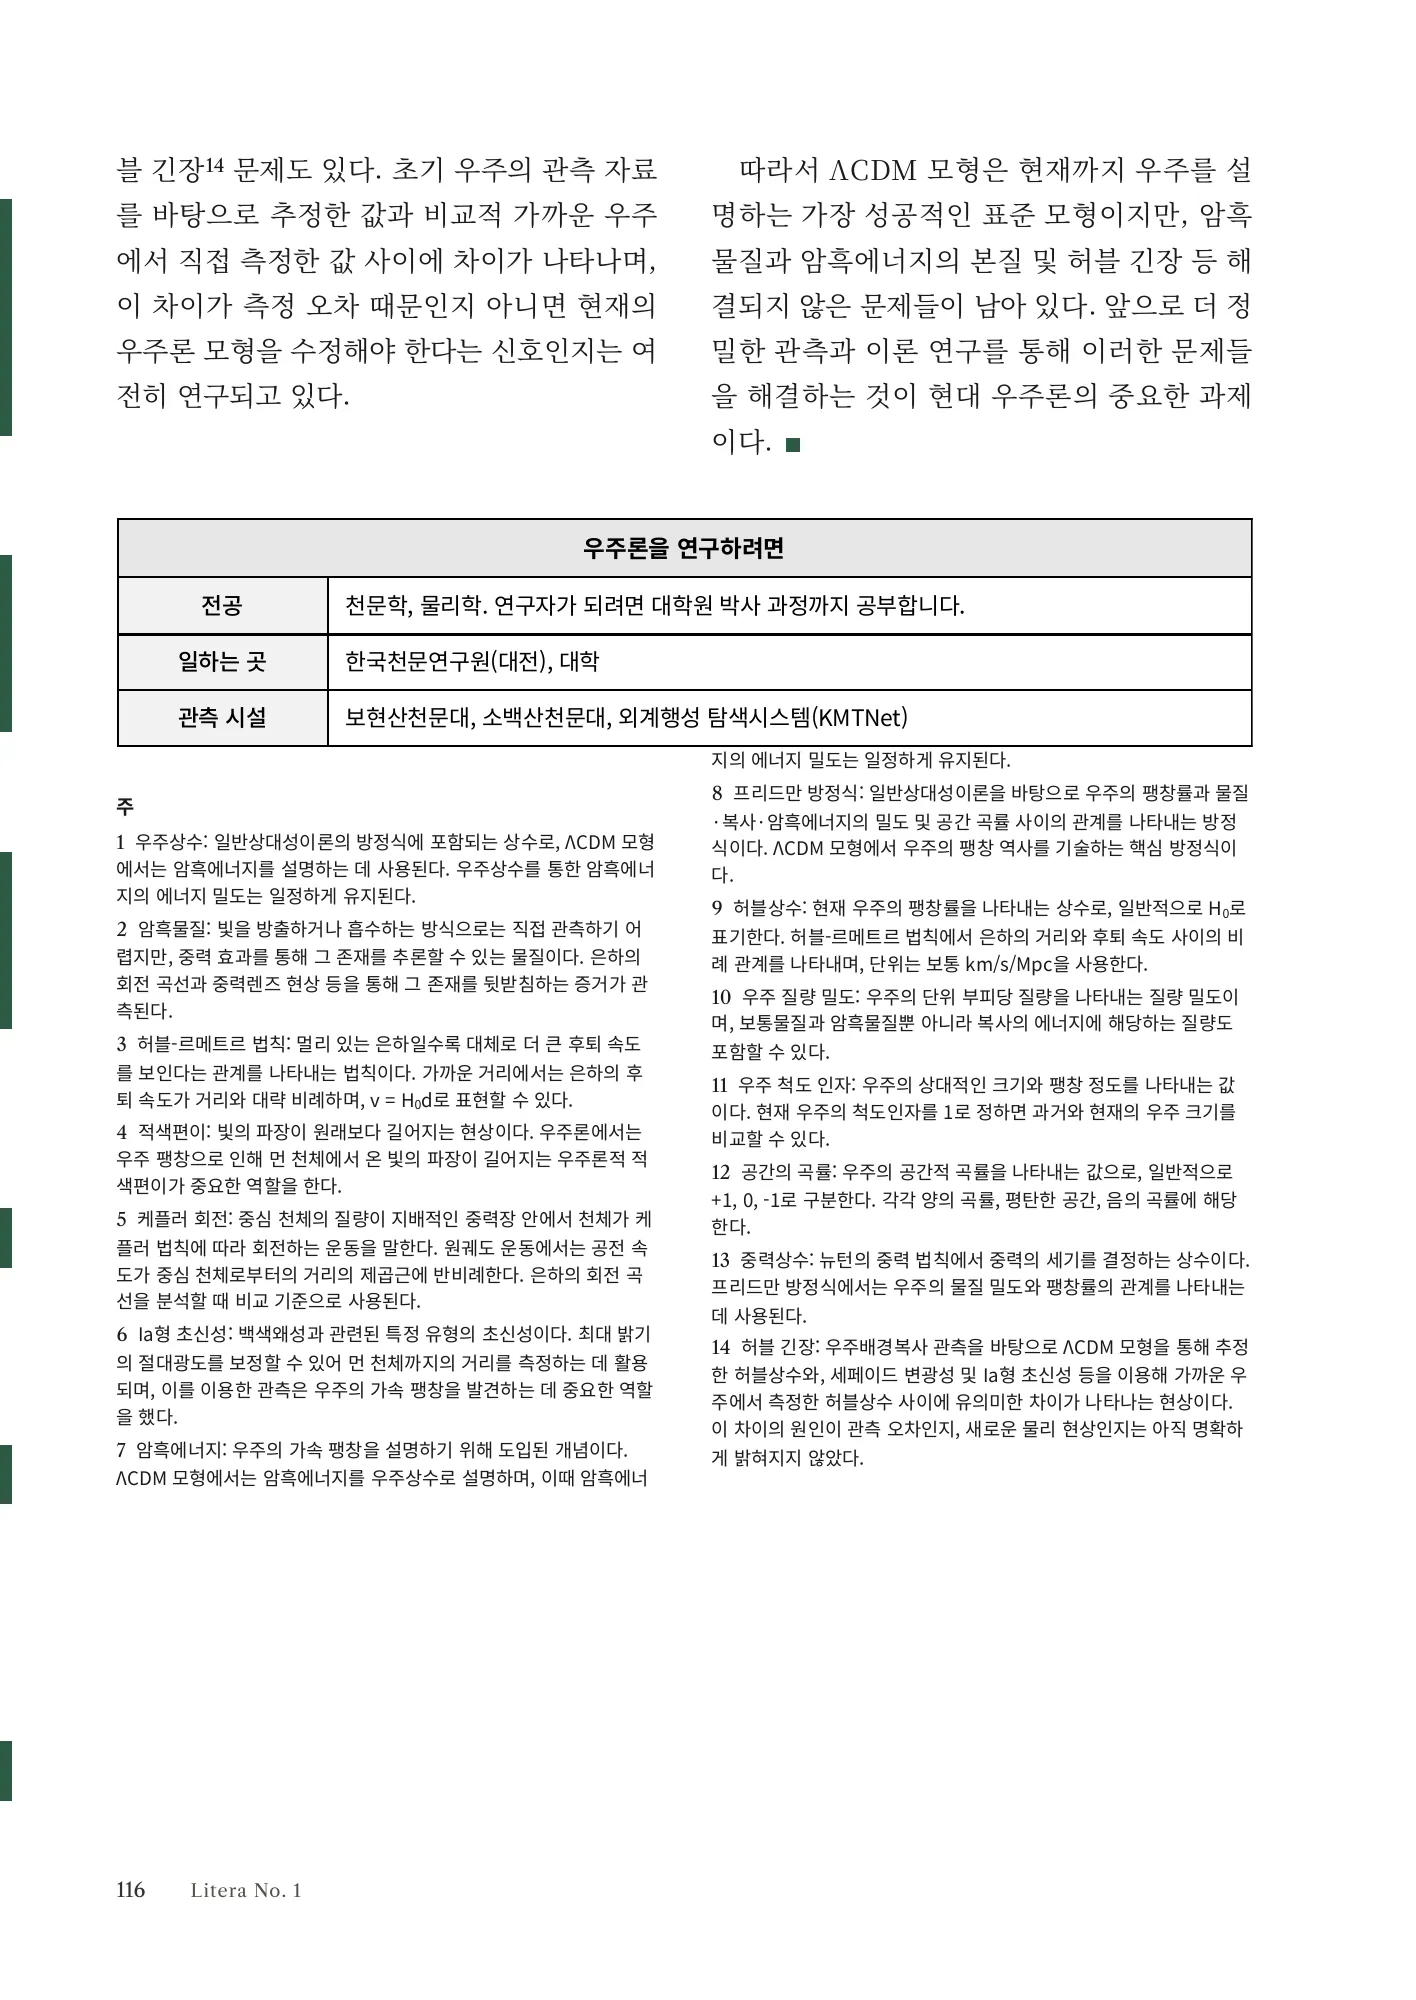 블 긴장14 문제도 있다. 초기 우주의 관측 자료
를 바탕으로 추정한 값과 비교적 가까운 우주
에서 직접 측정한 값 사이에 차이가 나타나며,
이 차이가 측정 오차 때문인지 아니면 현재의
우주론 모형을 수정해야 한다는 신호인지는 여
전히 연구되고 있다.
따라서 ΛCDM 모형은 현재까지 우주를 설
명하는 가장 성공적인 표준 모형이지만, 암흑
물질과 암흑에너지의 본질 및 허블 긴장 등 해
결되지 않은 문제들이 남아 있다. 앞으로 더 정
밀한 관측과 이론 연구를 통해 이러한 문제들
을 해결하는 것이 현대 우주론의 중요한 과제
이다. ■
우주론을 연구하려면
전공 천문학, 물리학. 연구자가 되려면 대학원 박사 과정까지 공부합니다.
일하는 곳 한국천문연구원(대전), 대학
관측 시설 보현산천문대, 소백산천문대, 외계행성 탐색시스템(KMTNet)
주
1 우주상수: 일반상대성이론의 방정식에 포함되는 상수로, ΛCDM 모형
에서는 암흑에너지를 설명하는 데 사용된다. 우주상수를 통한 암흑에너
지의 에너지 밀도는 일정하게 유지된다.
2 암흑물질: 빛을 방출하거나 흡수하는 방식으로는 직접 관측하기 어
렵지만, 중력 효과를 통해 그 존재를 추론할 수 있는 물질이다. 은하의
회전 곡선과 중력렌즈 현상 등을 통해 그 존재를 뒷받침하는 증거가 관
측된다.
3 허블-르메트르 법칙: 멀리 있는 은하일수록 대체로 더 큰 후퇴 속도
를 보인다는 관계를 나타내는 법칙이다. 가까운 거리에서는 은하의 후
퇴 속도가 거리와 대략 비례하며, v = H₀d로 표현할 수 있다.
4 적색편이: 빛의 파장이 원래보다 길어지는 현상이다. 우주론에서는
우주 팽창으로 인해 먼 천체에서 온 빛의 파장이 길어지는 우주론적 적
색편이가 중요한 역할을 한다.
5 케플러 회전: 중심 천체의 질량이 지배적인 중력장 안에서 천체가 케
플러 법칙에 따라 회전하는 운동을 말한다. 원궤도 운동에서는 공전 속
도가 중심 천체로부터의 거리의 제곱근에 반비례한다. 은하의 회전 곡
선을 분석할 때 비교 기준으로 사용된다.
6 Ia형 초신성: 백색왜성과 관련된 특정 유형의 초신성이다. 최대 밝기
의 절대광도를 보정할 수 있어 먼 천체까지의 거리를 측정하는 데 활용
되며, 이를 이용한 관측은 우주의 가속 팽창을 발견하는 데 중요한 역할
을 했다.
7 암흑에너지: 우주의 가속 팽창을 설명하기 위해 도입된 개념이다.
ΛCDM 모형에서는 암흑에너지를 우주상수로 설명하며, 이때 암흑에너
지의 에너지 밀도는 일정하게 유지된다.
8 프리드만 방정식: 일반상대성이론을 바탕으로 우주의 팽창률과 물질
·복사·암흑에너지의 밀도 및 공간 곡률 사이의 관계를 나타내는 방정
식이다. ΛCDM 모형에서 우주의 팽창 역사를 기술하는 핵심 방정식이
다.
9 허블상수: 현재 우주의 팽창률을 나타내는 상수로, 일반적으로 H₀로
표기한다. 허블-르메트르 법칙에서 은하의 거리와 후퇴 속도 사이의 비
례 관계를 나타내며, 단위는 보통 km/s/Mpc을 사용한다.
10 우주 질량 밀도: 우주의 단위 부피당 질량을 나타내는 질량 밀도이
며, 보통물질과 암흑물질뿐 아니라 복사의 에너지에 해당하는 질량도
포함할 수 있다.
11 우주 척도 인자: 우주의 상대적인 크기와 팽창 정도를 나타내는 값
이다. 현재 우주의 척도인자를 1로 정하면 과거와 현재의 우주 크기를
비교할 수 있다.
12 공간의 곡률: 우주의 공간적 곡률을 나타내는 값으로, 일반적으로
+1, 0, -1로 구분한다. 각각 양의 곡률, 평탄한 공간, 음의 곡률에 해당
한다.
13 중력상수: 뉴턴의 중력 법칙에서 중력의 세기를 결정하는 상수이다.
프리드만 방정식에서는 우주의 물질 밀도와 팽창률의 관계를 나타내는
데 사용된다.
14 허블 긴장: 우주배경복사 관측을 바탕으로 ΛCDM 모형을 통해 추정
한 허블상수와, 세페이드 변광성 및 Ia형 초신성 등을 이용해 가까운 우
주에서 측정한 허블상수 사이에 유의미한 차이가 나타나는 현상이다.
이 차이의 원인이 관측 오차인지, 새로운 물리 현상인지는 아직 명확하
게 밝혀지지 않았다.
116 Litera No. 1